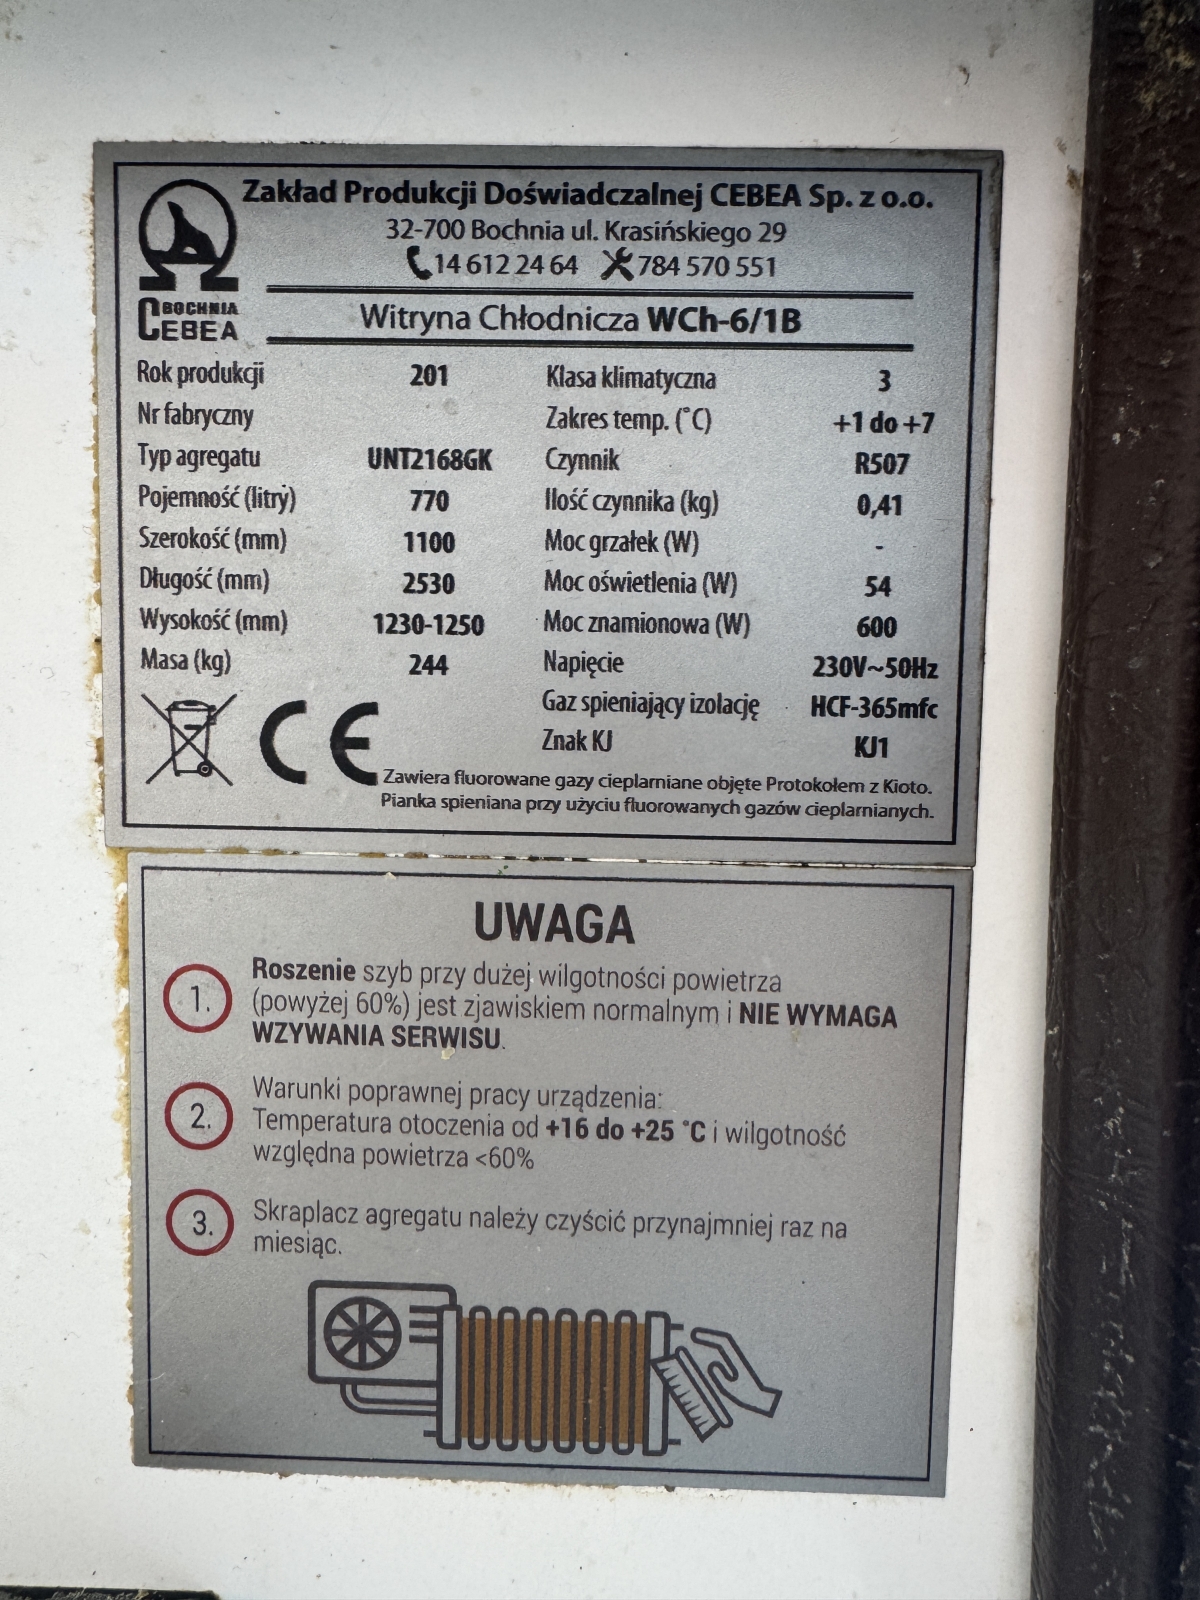 Zakład Produkcji Doświadczalnej CEBEA Sp. z o.o.
32-700 Bochnia ul. Krasińskiego 29
14 612 24 64 784 570 551
BOCHNIA
CEBEA
Witryna Chłodnicza WCh-6/1B
Rok produkcji 201 Klasa klimatyczna 3
Nr fabryczny Zakres temp. (°C) +1 do +7
Typ agregatu UNT2168GK Czynnik R507
Pojemność (litry) 770 Ilość czynnika (kg) 0,41
Szerokość (mm) 1100 Moc grzałek (W) -
Długość (mm) 2530 Moc oświetlenia (W) 54
Wysokość (mm) 1230-1250 Moc znamionowa (W) 600
Masa (kg) 244 Napięcie 230V~50Hz
Gaz spieniający izolację HCF-365mfc
Znak KJ KJ1
CE
Zawiera fluorowane gazy cieplarniane objęte Protokołem z Kioto.
Pianka spieniana przy użyciu fluorowanych gazów cieplarnianych.
UWAGA
1. Roszenie szyb przy dużej wilgotności powietrza
(powyżej 60%) jest zjawiskiem normalnym i NIE WYMAGA
WZYWANIA SERWISU.
2. Warunki poprawnej pracy urządzenia:
Temperatura otoczenia od +16 do +25 °C i wilgotność
względna powietrza <60%
3. Skraplacz agregatu należy czyścić przynajmniej raz na
miesiąc.